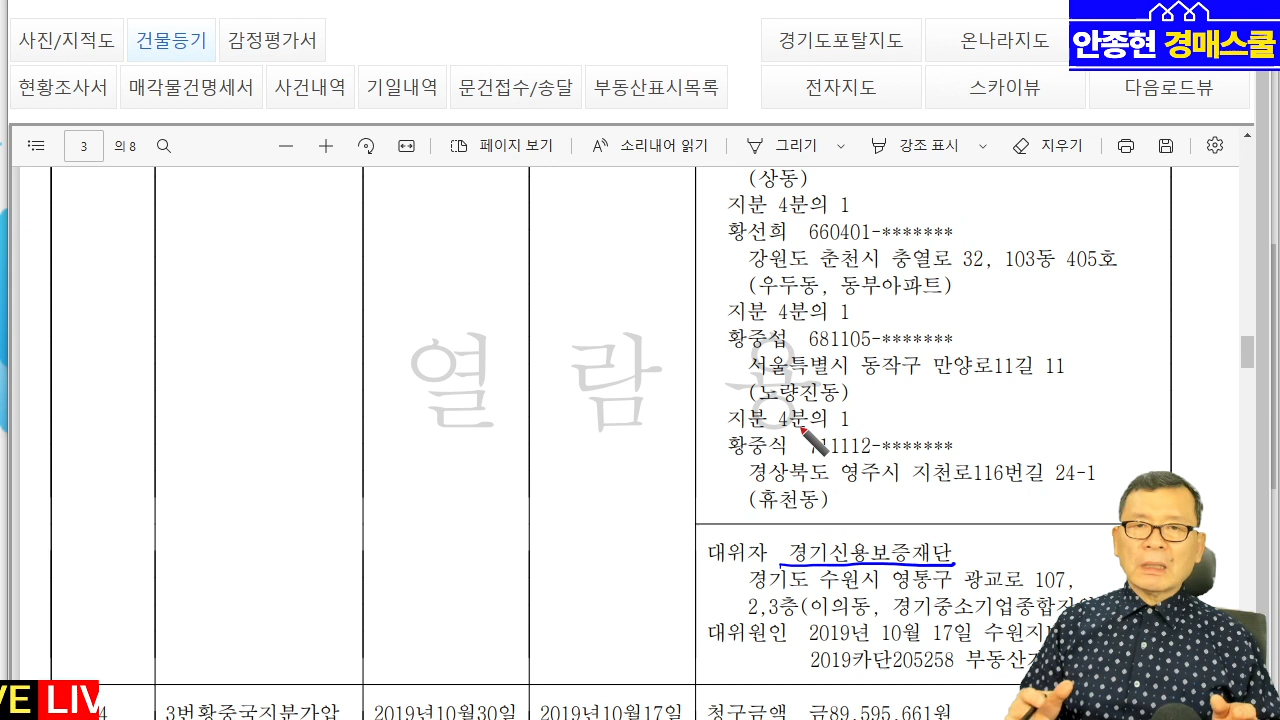 사진/지적도 건물등기 감정평가서 경기도포탈지도 온나라지도
안종현 경매스쿨
현황조사서 매각물건명세서 사건내역 기일내역 문건접수/송달 부동산표시목록 전자지도 스카이뷰 다음로드뷰
3 의 8 페이지 보기 소리내어 읽기 그리기 강조 표시 지우기
(상동)
지분 4분의 1
황선희 660401-*******
강원도 춘천시 충열로 32, 103동 405호
(우두동, 동부아파트)
지분 4분의 1
황중섭 681105-*******
서울특별시 동작구 만양로11길 11
(노량진동)
지분 4분의 1
황중식 11112-*******
경상북도 영주시 지천로116번길 24-1
(휴천동)
열람용
대위자 경기신용보증재단
경기도 수원시 영통구 광교로 107,
2,3층(이의동, 경기중소기업종합지
대위원인 2019년 10월 17일 수원지
2019카단205258 부동산
VE LIV
4 3번황중국지분가압 2019년10월30일 2019년10월17일 청구금액 금89,595,661원